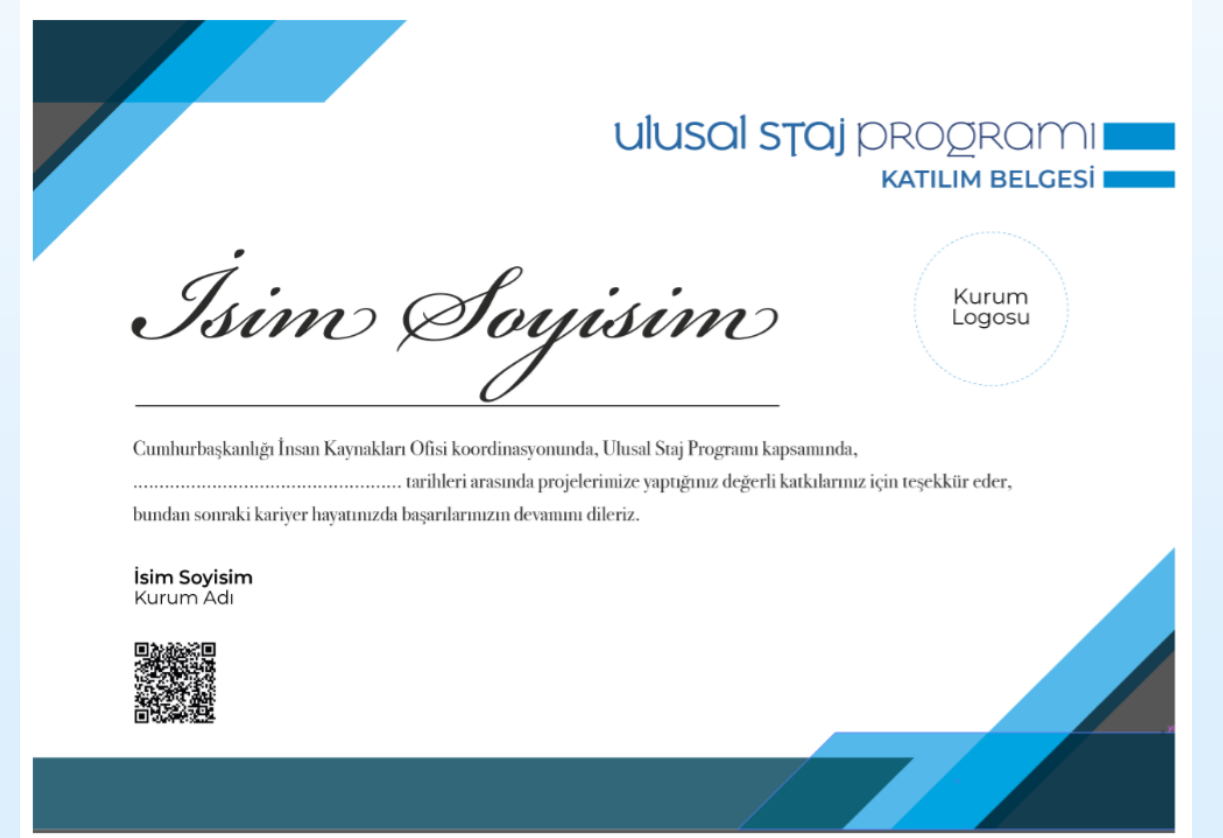 ulusal staj programı
KATILIM BELGESİ
İsim Soyisim
Kurum
Logosu
Cumhurbaşkanlığı İnsan Kaynakları Ofisi koordinasyonunda, Ulusal Staj Programı kapsamında,
................................................... tarihleri arasında projelerimize yaptığınız değerli katkılarınız için teşekkür eder,
bundan sonraki kariyer hayatınızda başarılarınızın devamını dileriz.
İsim Soyisim
Kurum Adı